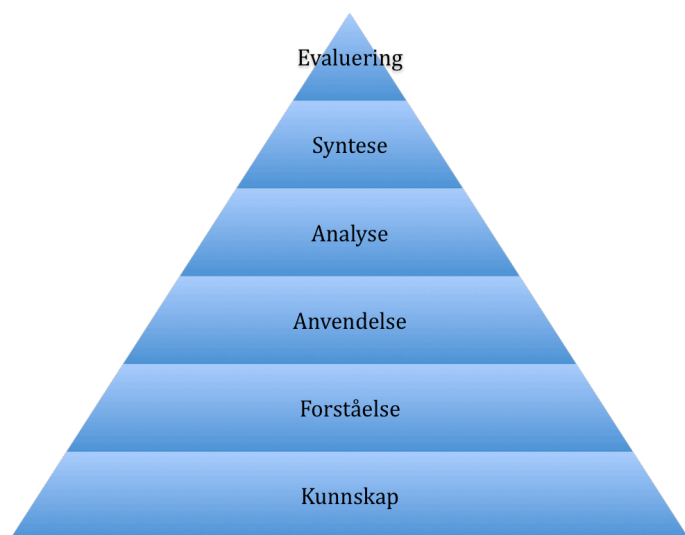 Evaluering
Syntese
Analyse
Anvendelse
Forståelse
Kunnskap